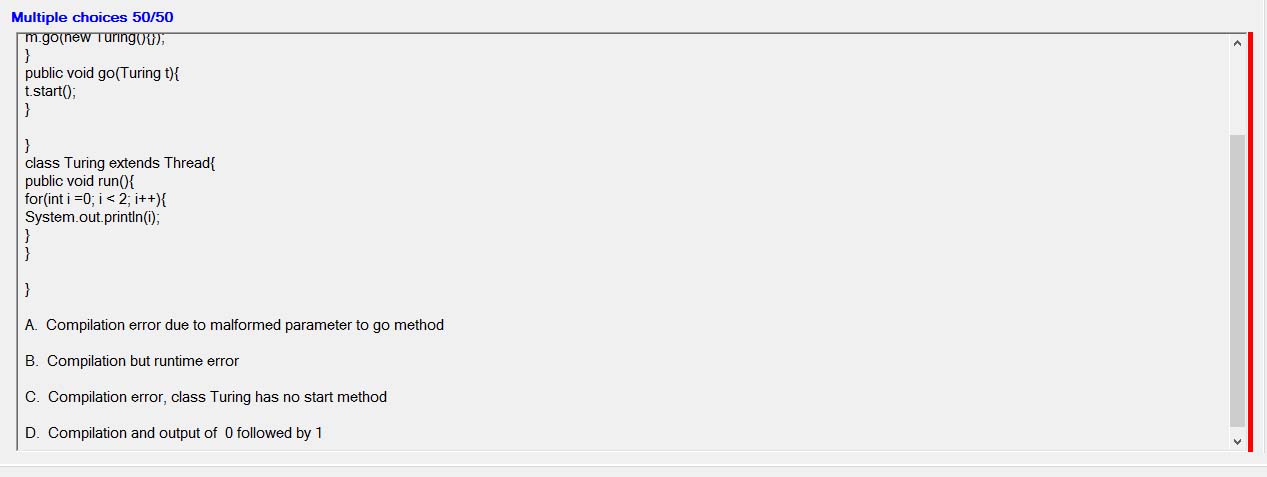 Multiple choices 50/50
m.go(new Turing(){});
}
public void go(Turing t){
t.start();
}
}
class Turing extends Thread{
public void run(){
for(int i =0; i < 2; i++){
System.out.println(i);
}
}
}
A.  Compilation error due to malformed parameter to go method
B.  Compilation but runtime error
C.  Compilation error, class Turing has no start method
D.  Compilation and output of  0 followed by 1